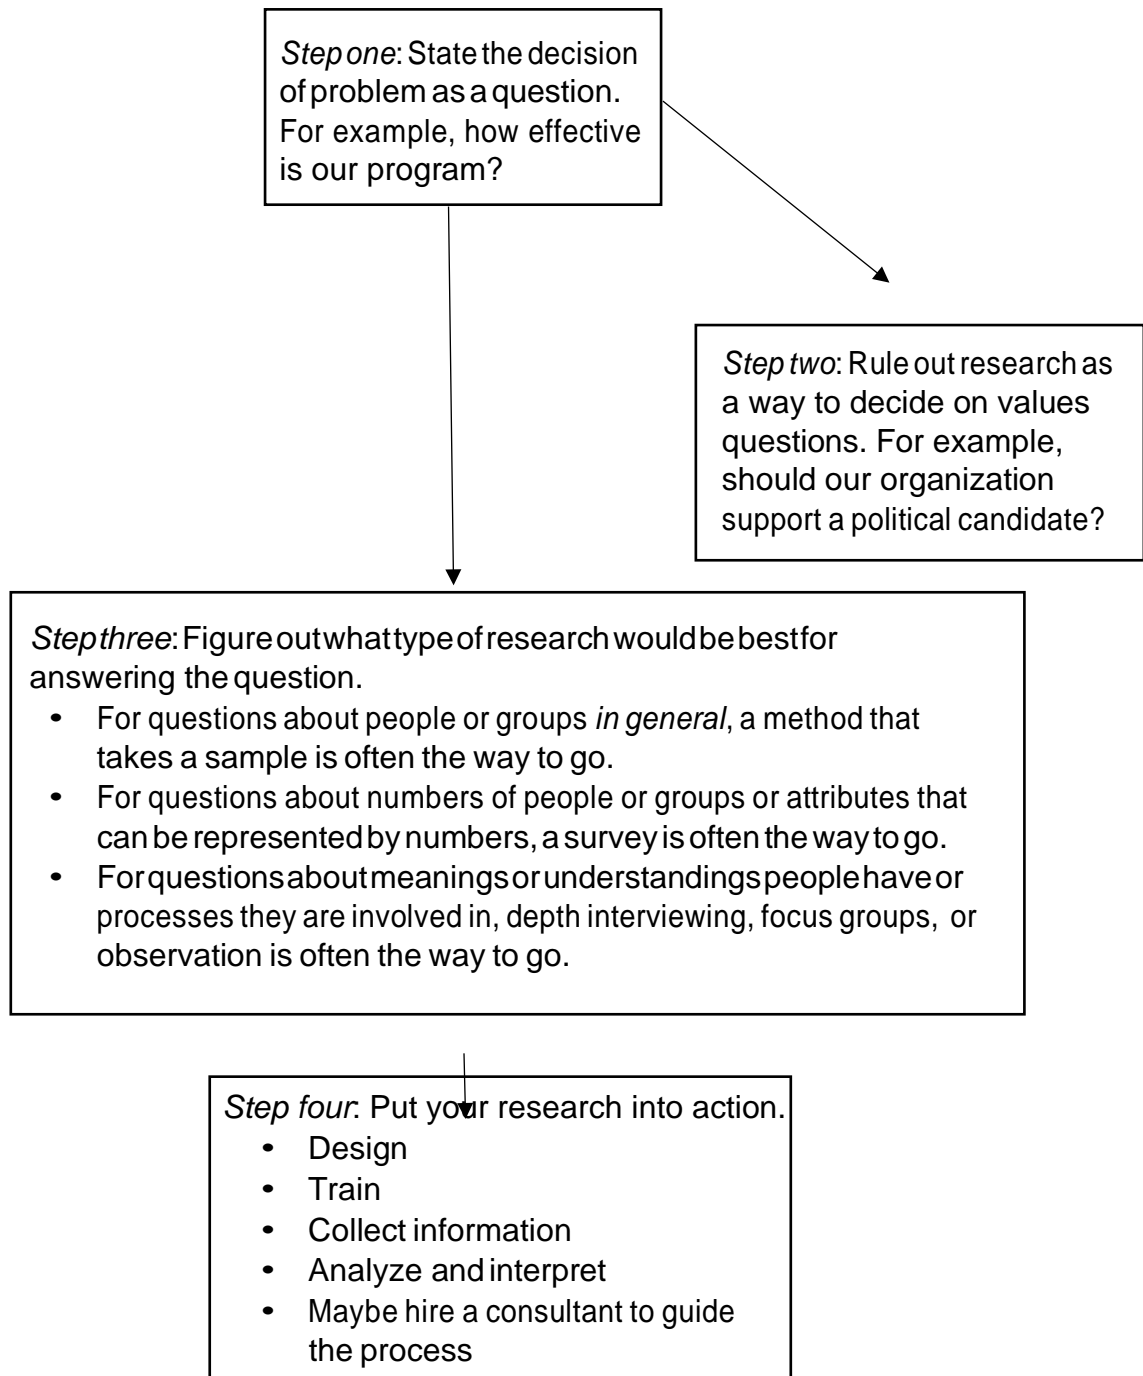 Step one: State the decision
of problem as a question.
For example, how effective
is our program?
Step two: Rule out research as
a way to decide on values
questions. For example,
should our organization
support a political candidate?
Step three: Figure out what type of research would be best for
answering the question.
• For questions about people or groups in general, a method that
takes a sample is often the way to go.
• For questions about numbers of people or groups or attributes that
can be represented by numbers, a survey is often the way to go.
• For questions about meanings or understandings people have or
processes they are involved in, depth interviewing, focus groups, or
observation is often the way to go.
Step four: Put your research into action.
• Design
• Train
• Collect information
• Analyze and interpret
• Maybe hire a consultant to guide
the process